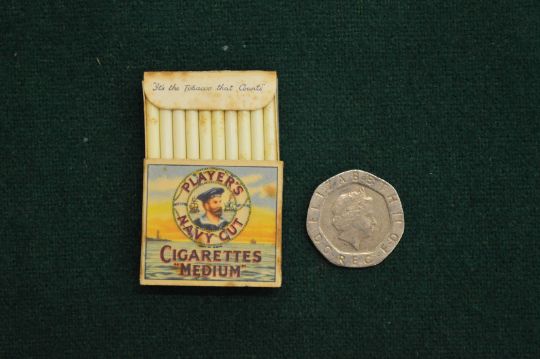 "It's the Tobacco that Counts"
PLAYER'S
NAVY CUT
CIGARETTES
"MEDIUM"
ELIZABETH II
D G REG F D